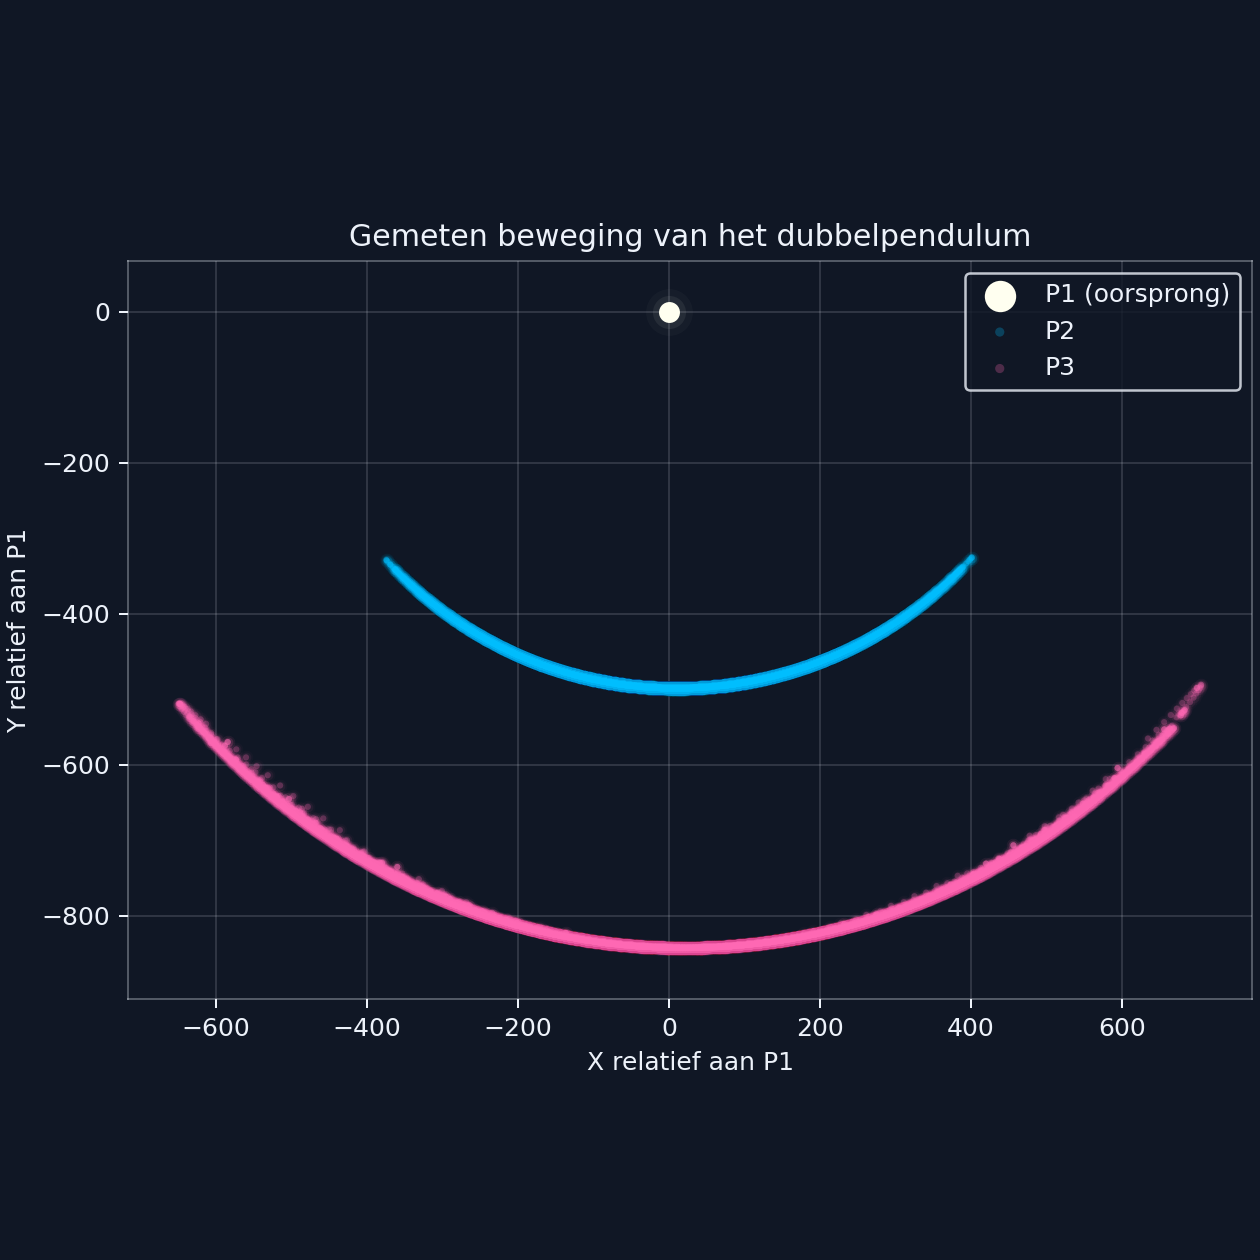 Gemeten beweging van het dubbelpendulum
P1 (oorsprong)
P2
P3
Y relatief aan P1
0
−200
−400
−600
−800
−600
−400
−200
0
200
400
600
X relatief aan P1